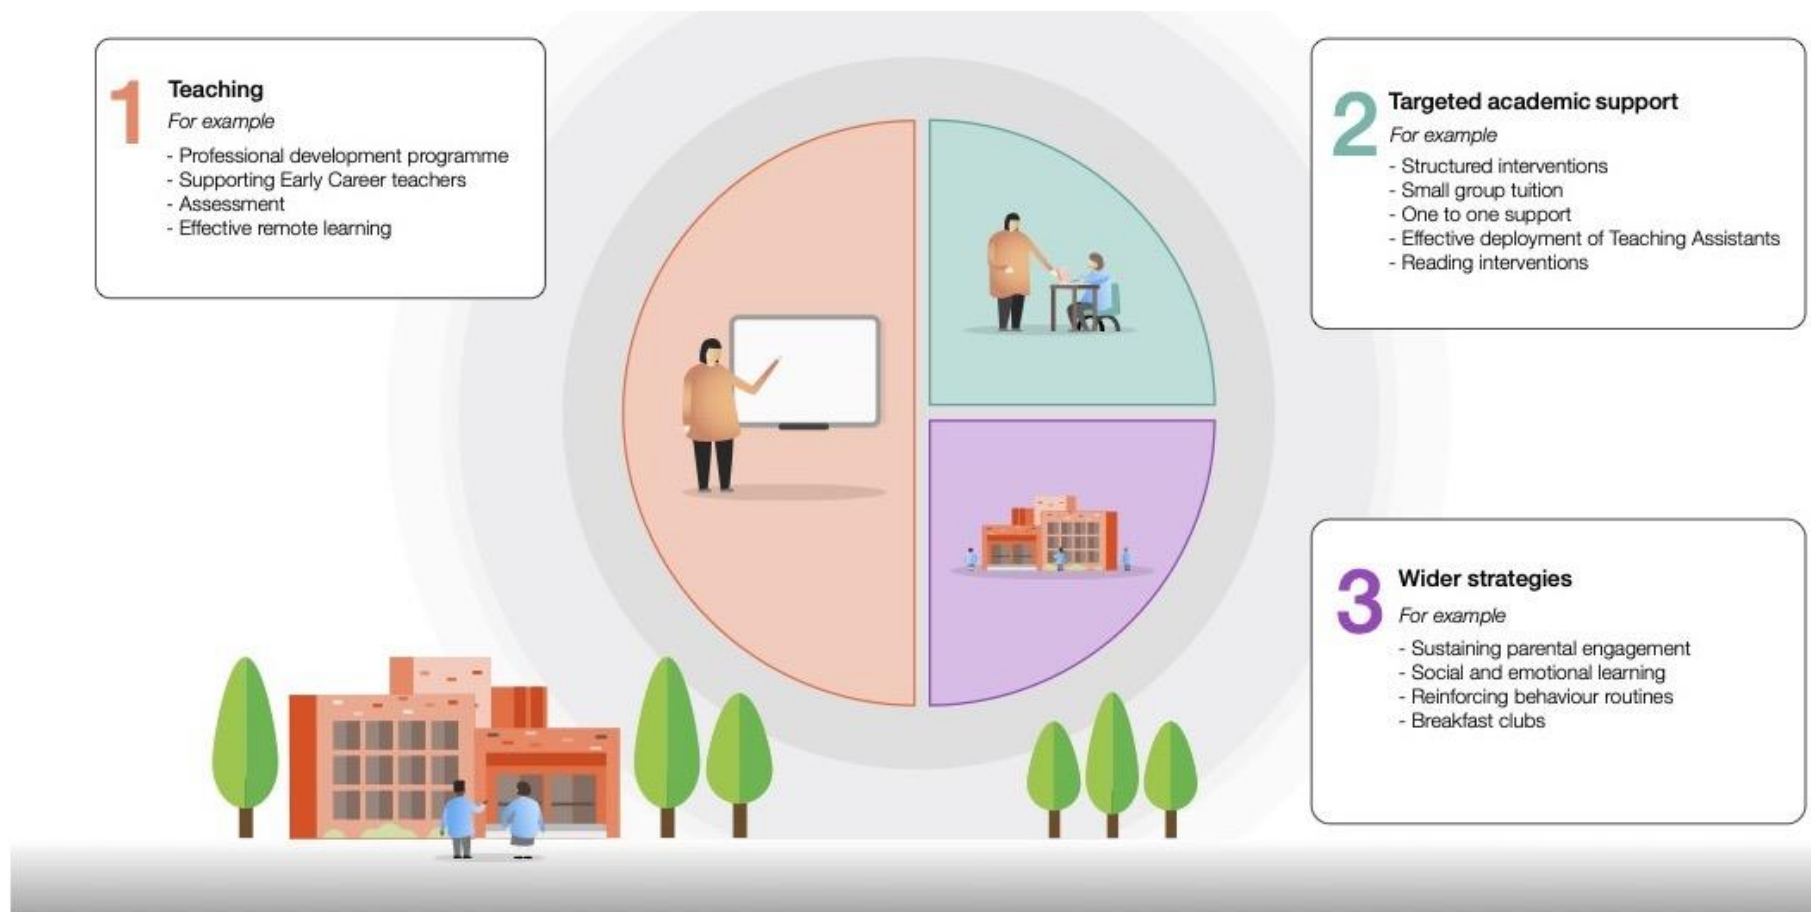 1
Teaching
For example
- Professional development programme
- Supporting Early Career teachers
- Assessment
- Effective remote learning
2
Targeted academic support
For example
- Structured interventions
- Small group tuition
- One to one support
- Effective deployment of Teaching Assistants
- Reading interventions
3
Wider strategies
For example
- Sustaining parental engagement
- Social and emotional learning
- Reinforcing behaviour routines
- Breakfast clubs